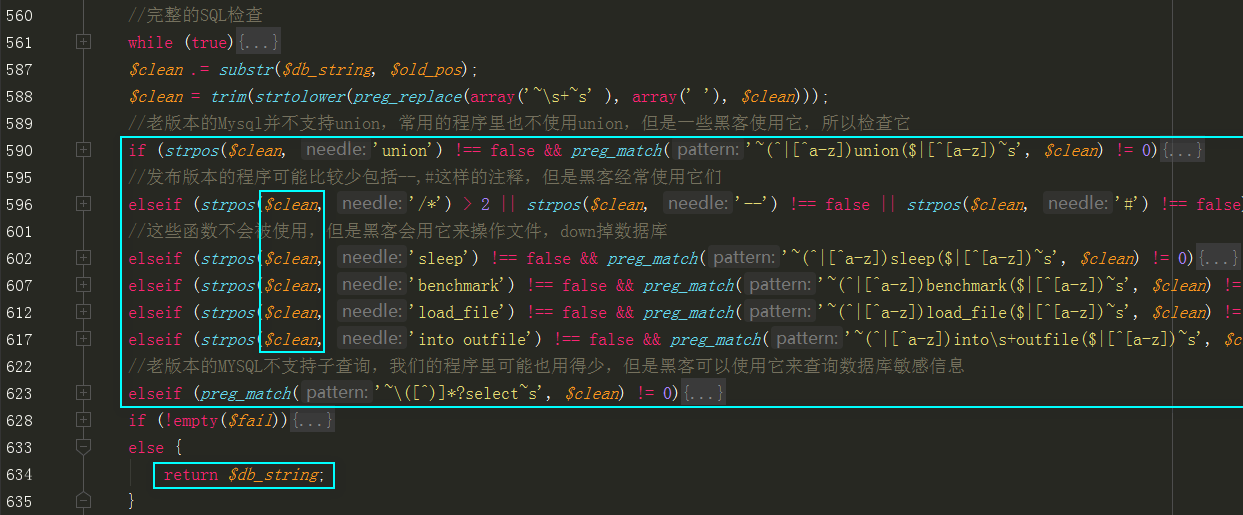 560 //完整的SQL检查
561 while (true){...}
587 $clean .= substr($db_string, $old_pos);
588 $clean = trim(strtolower(preg_replace(array('~\s+~s' ), array(' '), $clean)));
589 //老版本的Mysql并不支持union，常用的程序里也不使用union，但是一些黑客使用它，所以检查它
590 if (strpos($clean, needle: 'union') !== false && preg_match( pattern: '~(^|[^a-z])union($|[^[a-z])~s', $clean) != 0){...}
595 //发布版本的程序可能比较少包括--,#这样的注释，但是黑客经常使用它们
596 elseif (strpos($clean, needle: '/*') > 2 || strpos($clean, needle: '--') !== false || strpos($clean, needle: '#') !== false
601 //这些函数不会被使用，但是黑客会用它来操作文件，down掉数据库
602 elseif (strpos($clean, needle: 'sleep') !== false && preg_match( pattern: '~(^|[^a-z])sleep($|[^[a-z])~s', $clean) != 0){...}
607 elseif (strpos($clean, needle: 'benchmark') !== false && preg_match( pattern: '~(^|[^a-z])benchmark($|[^[a-z])~s', $clean) !=
612 elseif (strpos($clean, needle: 'load_file') !== false && preg_match( pattern: '~(^|[^a-z])load_file($|[^[a-z])~s', $clean) !=
617 elseif (strpos($clean, needle: 'into outfile') !== false && preg_match( pattern: '~(^|[^a-z])into\s+outfile($|[^[a-z])~s', $c
622 //老版本的MYSQL不支持子查询，我们的程序里可能也用得少，但是黑客可以使用它来查询数据库敏感信息
623 elseif (preg_match( pattern: '~\([^)]*?select~s', $clean) != 0){...}
628 if (!empty($fail)){...}
633 else {
634 return $db_string;
635 }